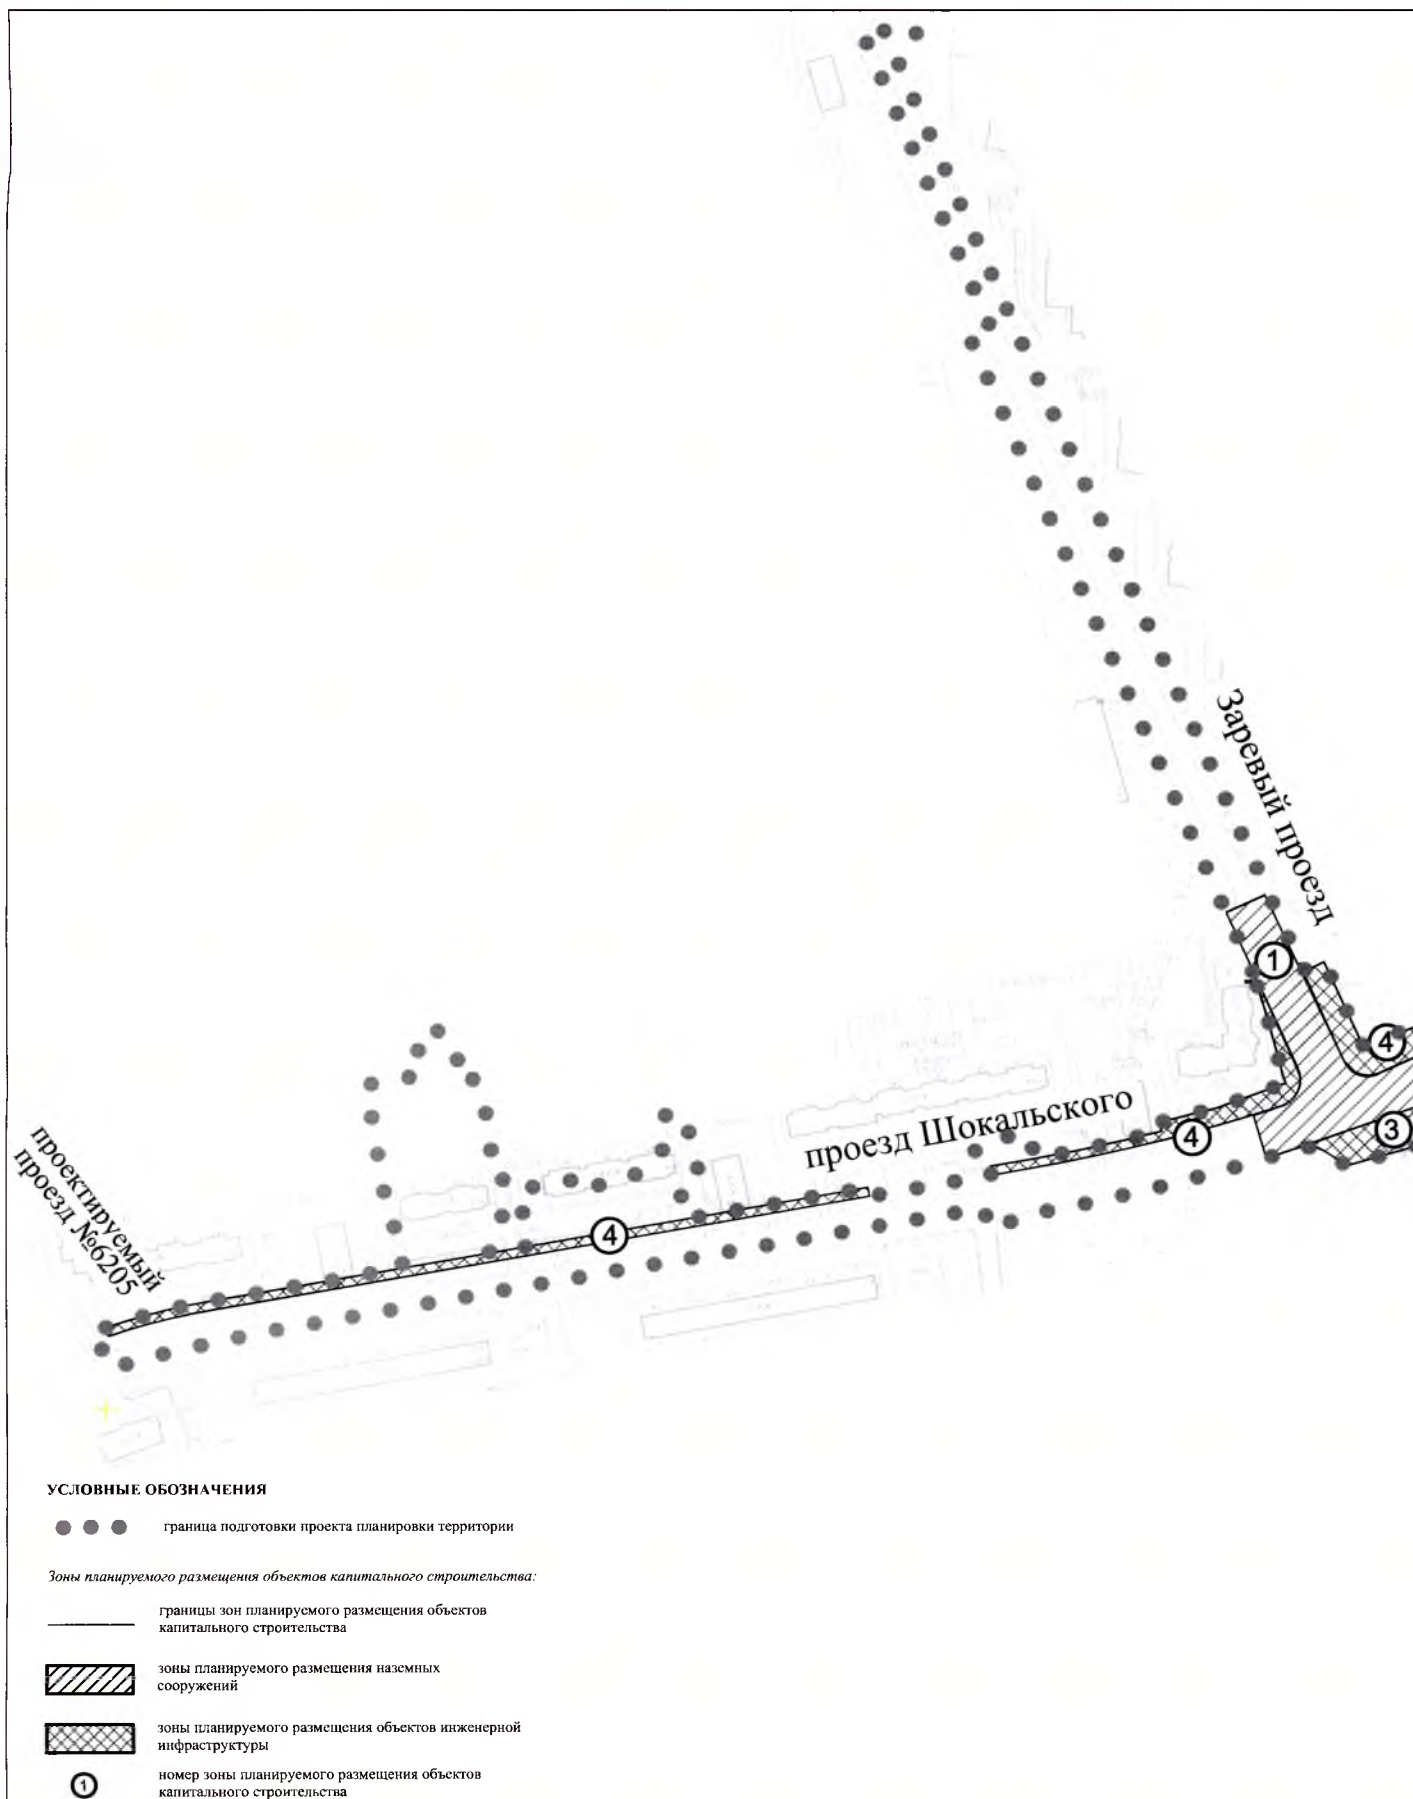 Заревый проезд
1
4
проезд Шокальского
4
3
проектируемый
проезд №6205
4
УСЛОВНЫЕ ОБОЗНАЧЕНИЯ
граница подготовки проекта планировки территории
Зоны планируемого размещения объектов капитального строительства:
границы зон планируемого размещения объектов
капитального строительства
зоны планируемого размещения наземных
сооружений
зоны планируемого размещения объектов инженерной
инфраструктуры
1
номер зоны планируемого размещения объектов
капитального строительства